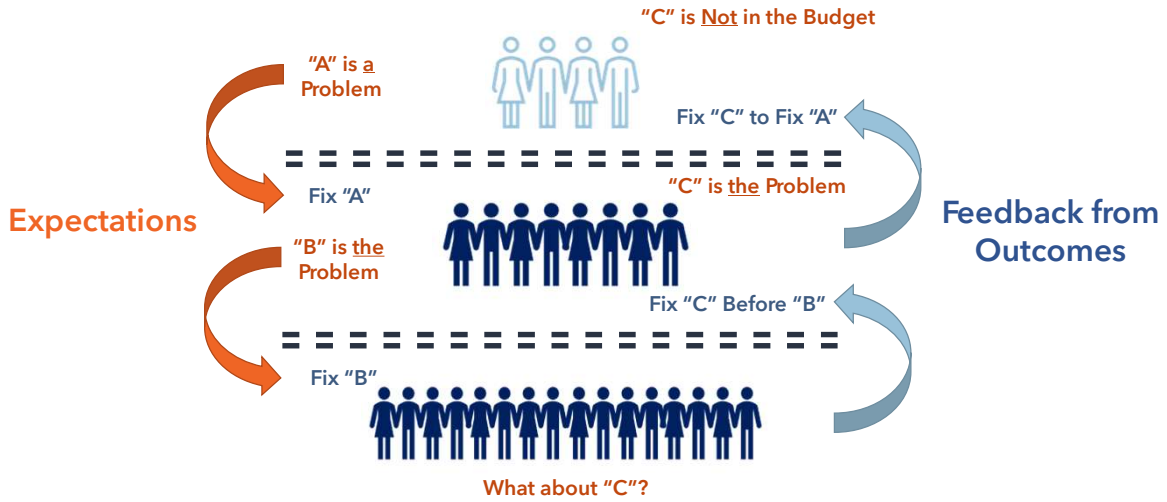 “C” is Not in the Budget
“A” is a
Problem
Fix “C” to Fix “A”
Fix “A”
“C” is the Problem
Expectations
Feedback from
Outcomes
“B” is the
Problem
Fix “C” Before “B”
Fix “B”
What about “C”?